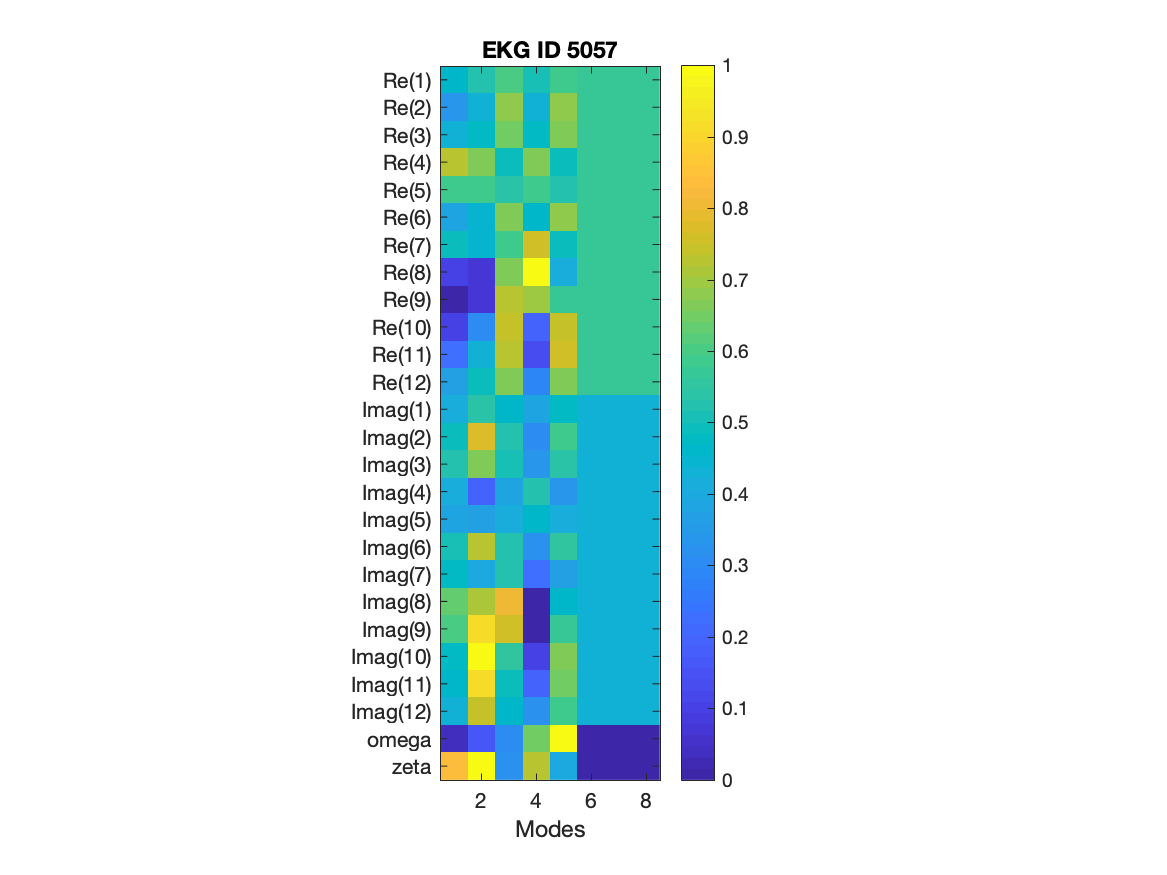 EKG ID 5057
Re(1)
Re(2)
Re(3)
Re(4)
Re(5)
Re(6)
Re(7)
Re(8)
Re(9)
Re(10)
Re(11)
Re(12)
Imag(1)
Imag(2)
Imag(3)
Imag(4)
Imag(5)
Imag(6)
Imag(7)
Imag(8)
Imag(9)
Imag(10)
Imag(11)
Imag(12)
omega
zeta
2 4 6 8
Modes
1
0.9
0.8
0.7
0.6
0.5
0.4
0.3
0.2
0.1
0